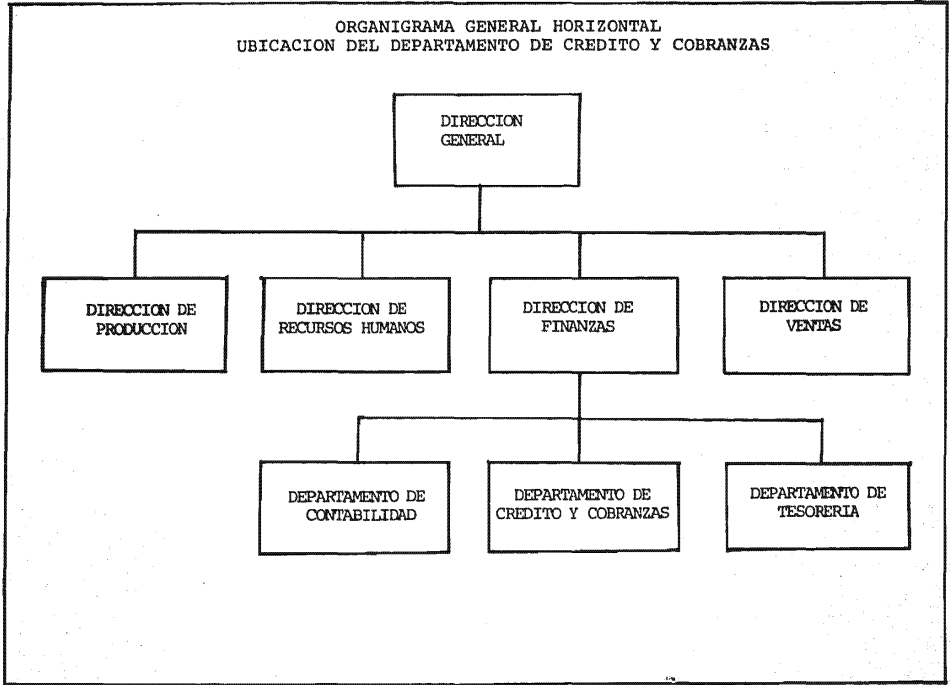 ORGANIGRAMA GENERAL HORIZONTAL
UBICACION DEL DEPARTAMENTO DE CREDITO Y COBRANZAS
DIRECCION
GENERAL
DIRECCION DE
PRODUCCION
DIRECCION DE
RECURSOS HUMANOS
DIRECCION DE
FINANZAS
DIRECCION DE
VENTAS
DEPARTAMENTO DE
CONTABILIDAD
DEPARTAMENTO DE
CREDITO Y COBRANZAS
DEPARTAMENTO DE
TESORERIA